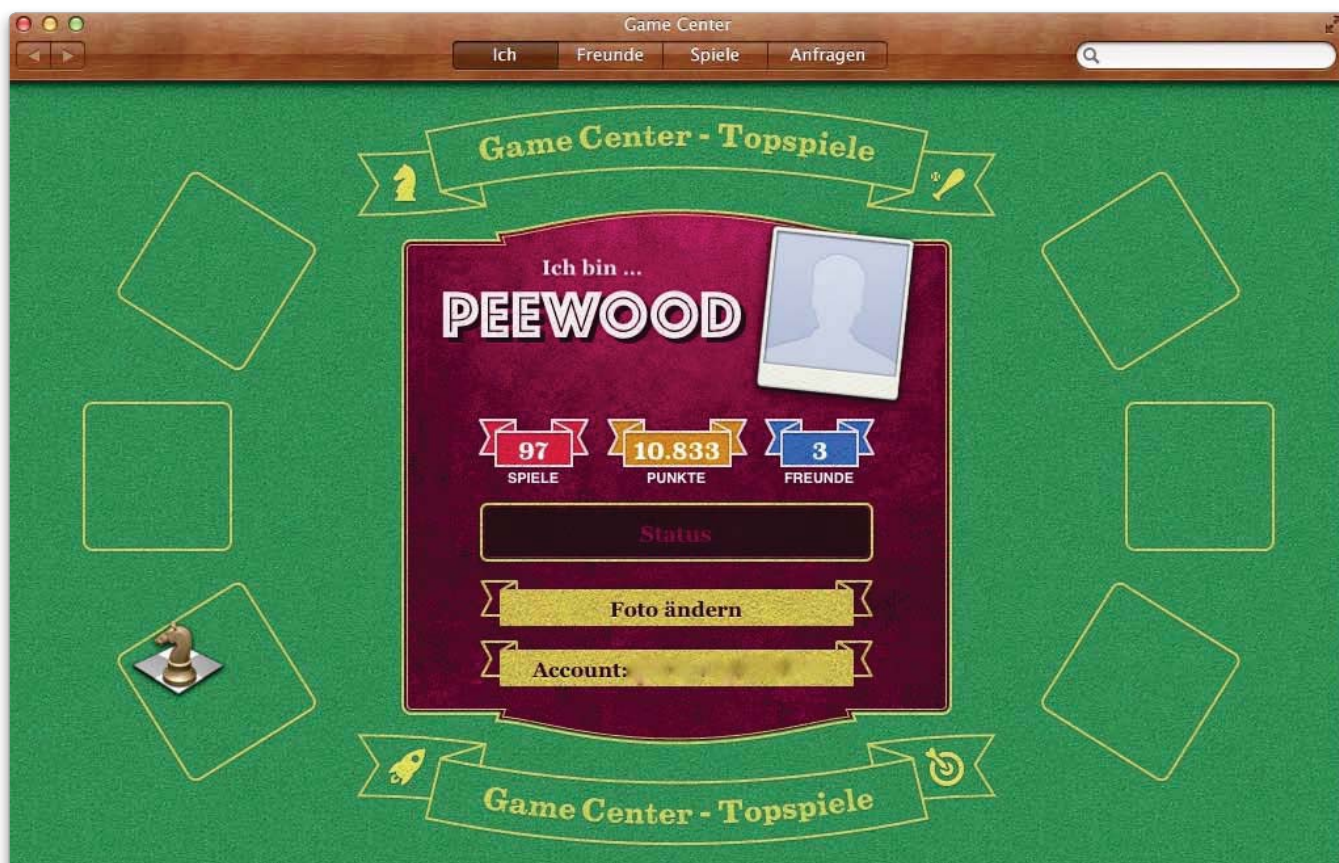 Game Center
Ich Freunde Spiele Anfragen
Game Center - Topspiele
Ich bin ...
PEEWOOD
97 10.833 3
SPIELE PUNKTE FREUNDE
Status
Foto ändern
Account:
Game Center - Topspiele